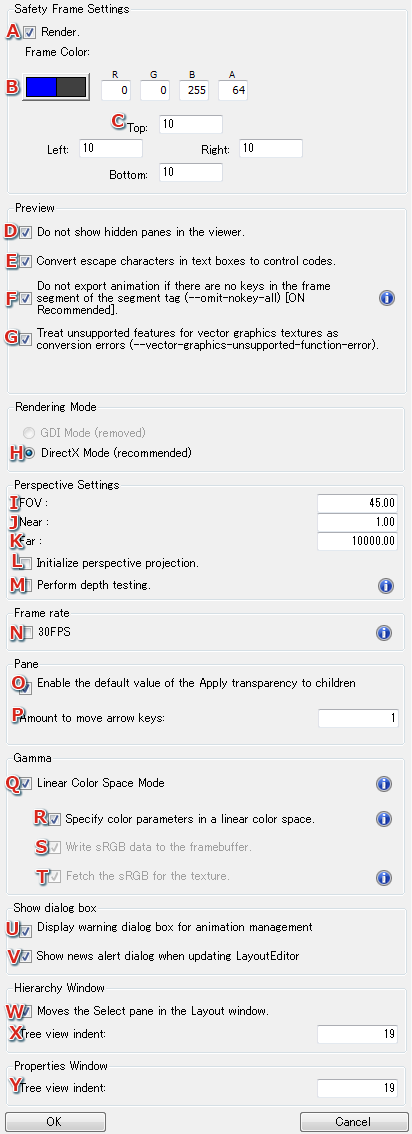 Safety Frame Settings
A Render.
Frame Color:
R G B A
B 0 0 255 64
C Top: 10
Left: 10 Right: 10
Bottom: 10
Preview
D Do not show hidden panes in the viewer.
E Convert escape characters in text boxes to control codes.
F Do not export animation if there are no keys in the frame
segment of the segment tag (--omit-nokey-all) [ON
Recommended].
G Treat unsupported features for vector graphics textures as
conversion errors (--vector-graphics-unsupported-function-error).
Rendering Mode
GDI Mode (removed)
H DirectX Mode (recommended)
Perspective Settings
I FOV : 45.00
J Near : 1.00
K Far : 10000.00
L Initialize perspective projection.
M Perform depth testing.
Frame rate
N 30FPS
Pane
O Enable the default value of the Apply transparency to children
P Amount to move arrow keys: 1
Gamma
Q Linear Color Space Mode
R Specify color parameters in a linear color space.
S Write sRGB data to the framebuffer.
T Fetch the sRGB for the texture.
Show dialog box
U Display warning dialog box for animation management
V Show news alert dialog when updating LayoutEditor
Hierarchy Window
W Moves the Select pane in the Layout window.
X Tree view indent: 19
Properties Window
Y Tree view indent: 19
OK Cancel